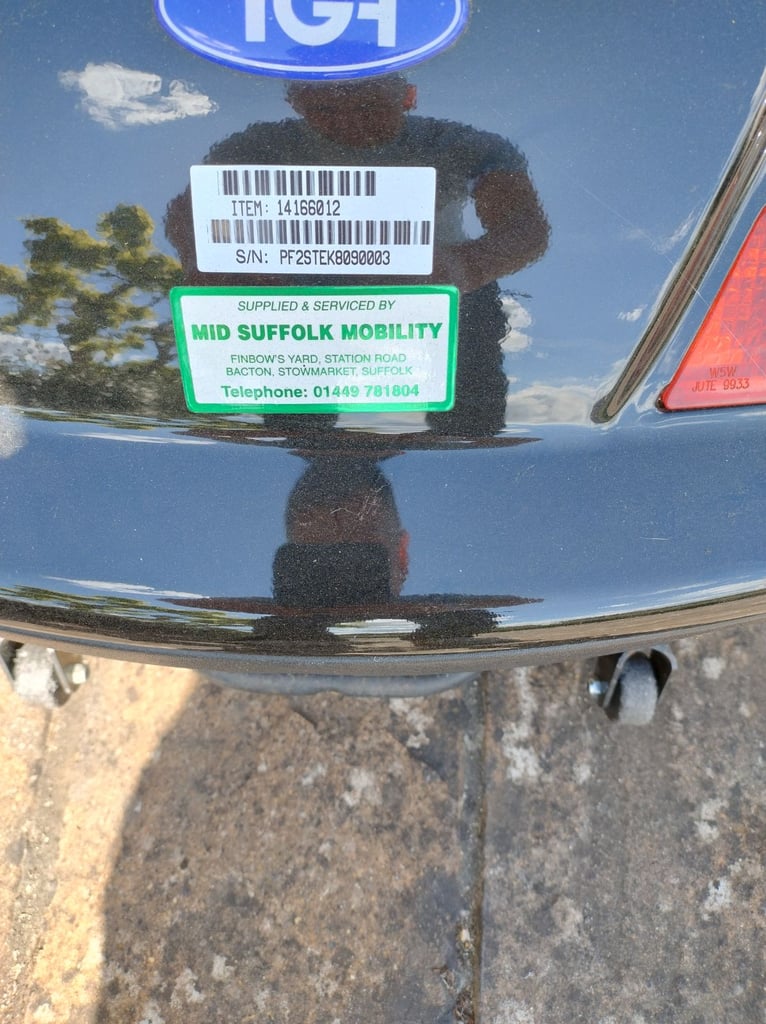 TGA
ITEM: 14166012
S/N: PF2STEK8090003
SUPPLIED & SERVICED BY
MID SUFFOLK MOBILITY
FINBOW'S YARD, STATION ROAD
BACTON, STOWMARKET, SUFFOLK
Telephone: 01449 781804
W5W
JUTE 9933